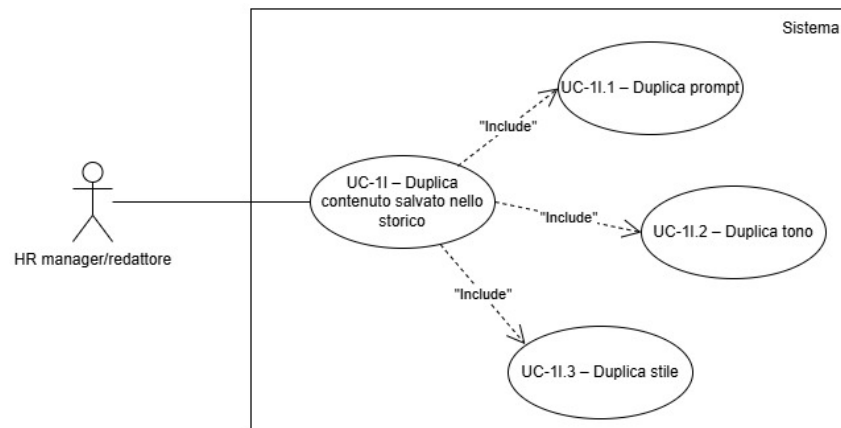 Sistema
UC-1I.1 – Duplica prompt
"Include"
UC-1I – Duplica
contenuto salvato nello
storico
"Include"
UC-1I.2 – Duplica tono
HR manager/redattore
"Include"
UC-1I.3 – Duplica stile